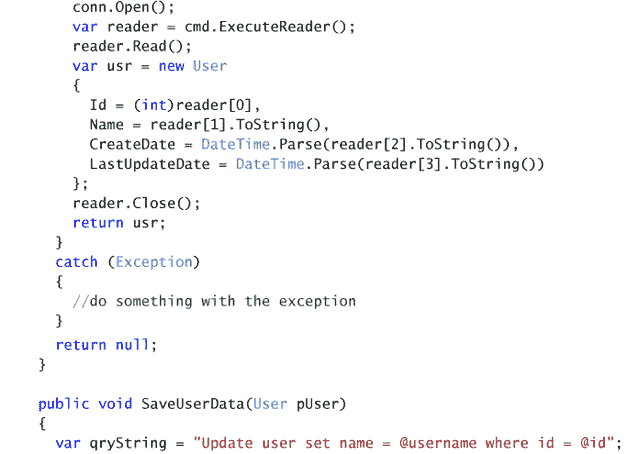 conn.Open();
var reader = cmd.ExecuteReader();
reader.Read();
var usr = new User
{
Id = (int)reader[0],
Name = reader[1].ToString(),
CreateDate = DateTime.Parse(reader[2].ToString()),
LastUpdateDate = DateTime.Parse(reader[3].ToString())
};
reader.Close();
return usr;
}
catch (Exception)
{
//do something with the exception
}
return null;
}
public void SaveUserData(User pUser)
{
var qryString = "Update user set name = @username where id = @id";